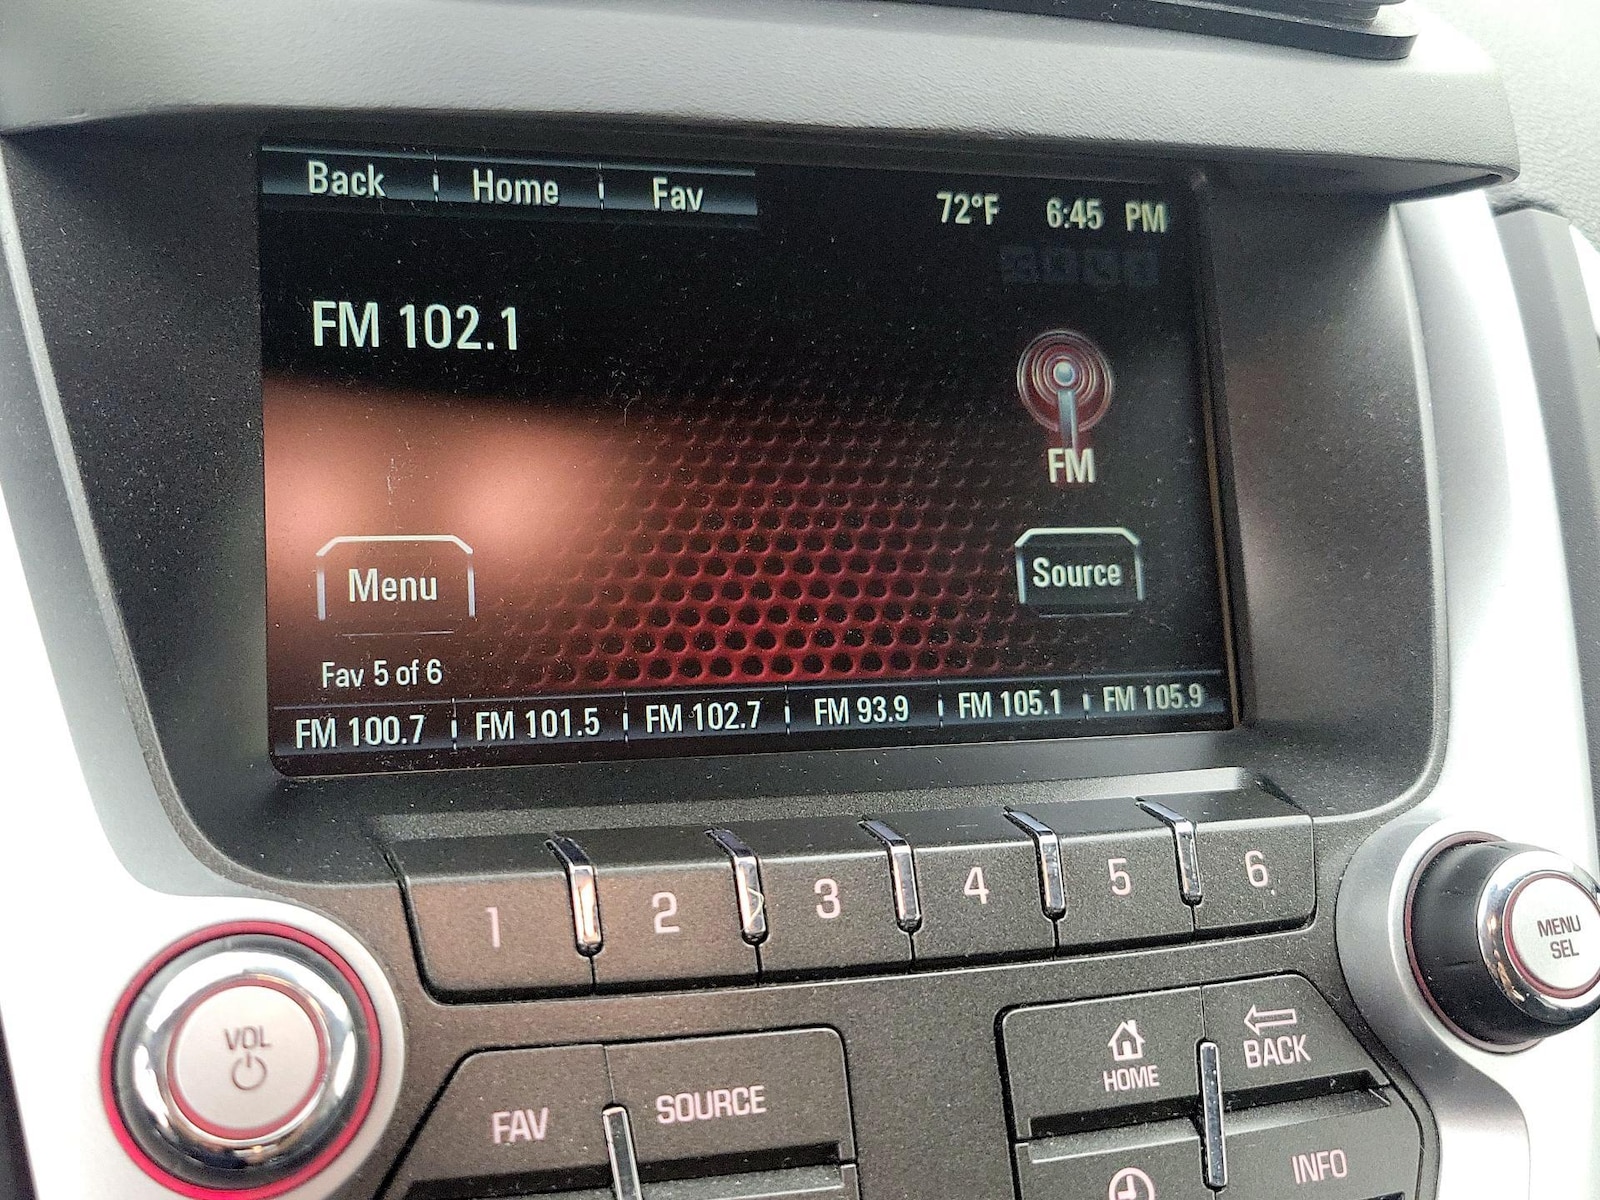 Back Home Fav 72°F 6:45 PM
FM 102.1
FM
Menu Source
Fav 5 of 6
FM 100.7 FM 101.5 FM 102.7 FM 93.9 FM 105.1 FM 105.9
1 2 3 4 5 6
MENU
SEL
VOL
FAV SOURCE
HOME
BACK
INFO